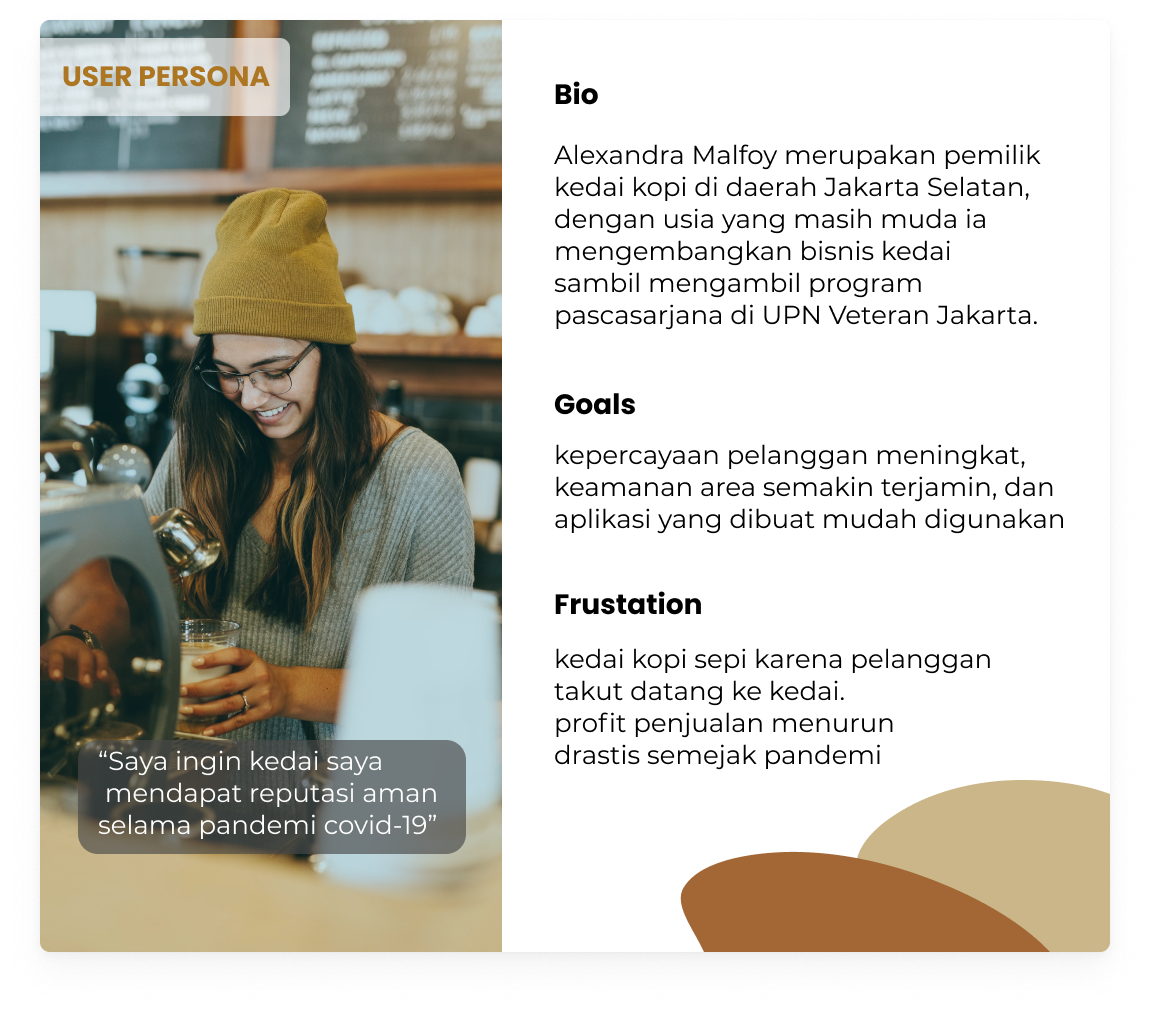 USER PERSONA
“Saya ingin kedai saya
mendapat reputasi aman
selama pandemi covid-19”
Bio
Alexandra Malfoy merupakan pemilik
kedai kopi di daerah Jakarta Selatan,
dengan usia yang masih muda ia
mengembangkan bisnis kedai
sambil mengambil program
pascasarjana di UPN Veteran Jakarta.
Goals
kepercayaan pelanggan meningkat,
keamanan area semakin terjamin, dan
aplikasi yang dibuat mudah digunakan
Frustation
kedai kopi sepi karena pelanggan
takut datang ke kedai.
profit penjualan menurun
drastis semejak pandemi